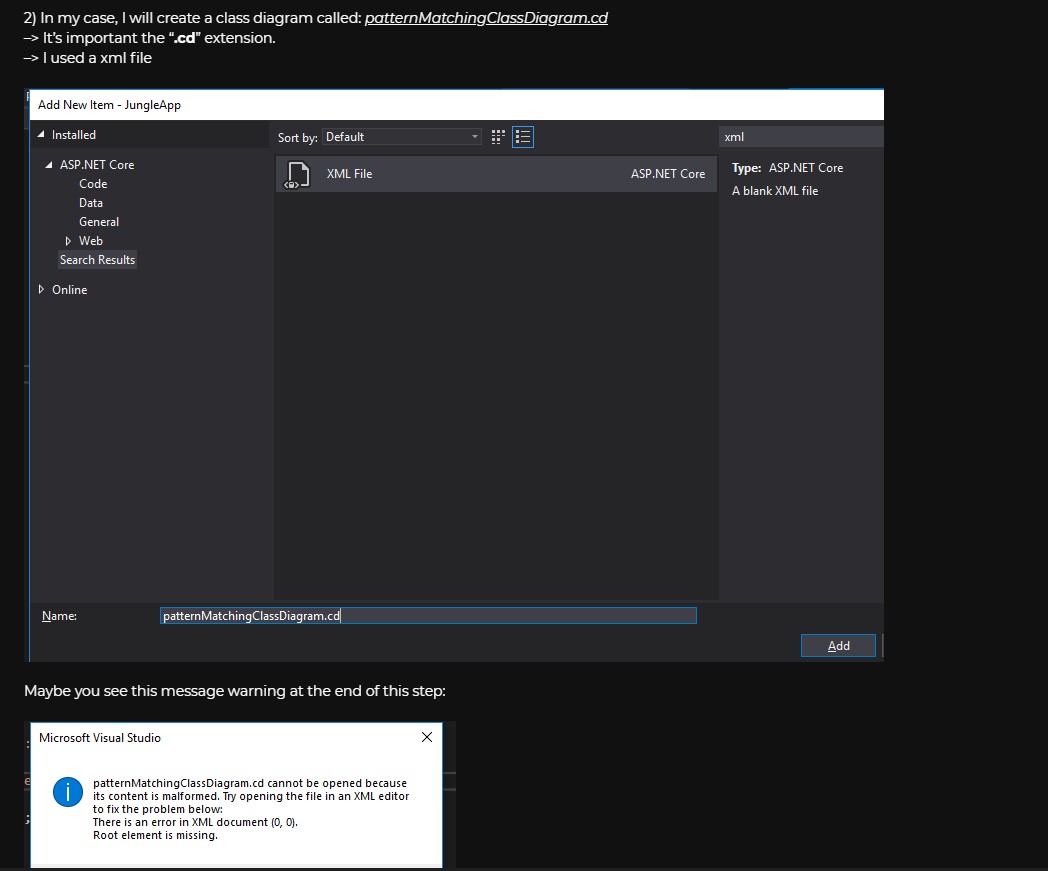 2) In my case, I will create a class diagram called: patternMatchingClassDiagram.cd
–> It's important the “.cd” extension.
–> I used a xml file
Add New Item - JungleApp
Installed
Sort by: Default
xml
ASP.NET Core
Code
Data
General
Web
Search Results
Online
XML File
ASP.NET Core
Type: ASP.NET Core
A blank XML file
Name:
patternMatchingClassDiagram.cd
Add
Maybe you see this message warning at the end of this step:
Microsoft Visual Studio
patternMatchingClassDiagram.cd cannot be opened because
its content is malformed. Try opening the file in an XML editor
to fix the problem below:
There is an error in XML document (0, 0).
Root element is missing.